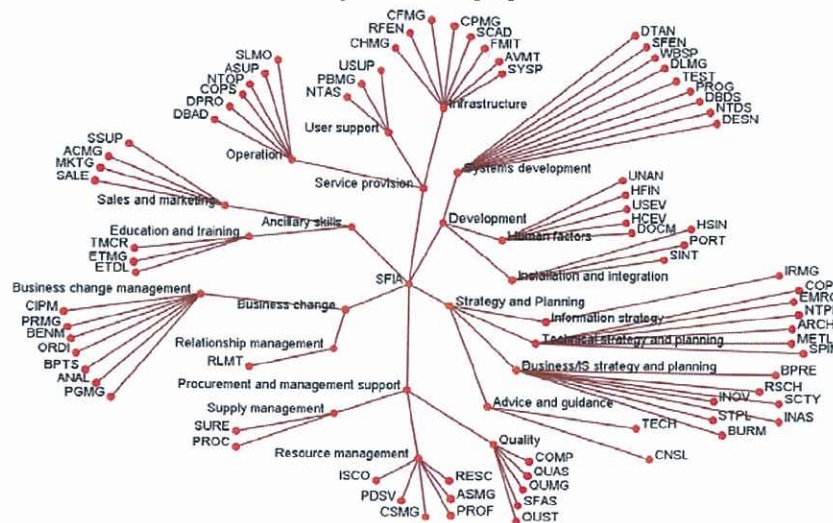 CFMG
CPMG
RFEN
SCAD
CHMG
FMIT
AVMT
SYSP
Infrastructure
DTAN
SFEN
WBSP
DLMG
TEST
PROG
DBDS
NTDS
DESN
Systems development
SLMO
ASUP
NTOP
COPS
DPRO
DBAD
Operation
USUP
PBMG
NTAS
User support
Service provision
SSUP
ACMG
MKTG
SALE
Sales and marketing
Education and training
TMCR
ETMG
ETDL
Ancillary skills
Development
UNAN
HFIN
USEV
HCEV
DOCM
Human factors
HSIN
PORT
SINT
Installation and integration
SFIA
Business change management
CIPM
PRMG
BENM
ORDI
BPTS
ANAL
PGMG
Business change
Relationship management
RLMT
Strategy and Planning
Information strategy
IRMG
Technical strategy and planning
EMRG
ARCH
METL
Business/IS strategy and planning
BPRE
RSCH
SCTY
INOV
STPL
INAS
BURM
Advice and guidance
TECH
CNSL
Procurement and management support
Supply management
SURE
PROC
Resource management
ISCO
PDSV
CSMG
RESC
ASMG
PROF
Quality
COMP
QUAS
QUMG
SFAS
QUST